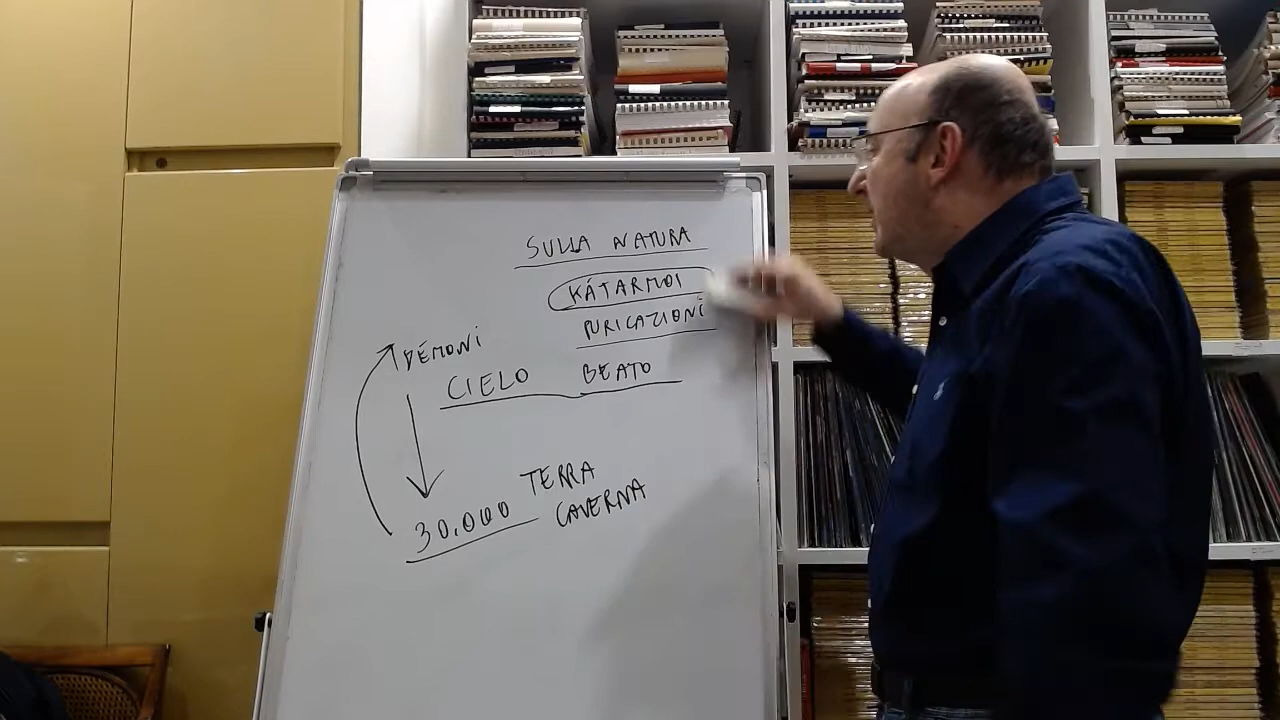 SULLA NATURA
KÁTARMOI
PURICAZIONI
DÉMONI
CIELO BEATO
TERRA
30.000 CAVERNA